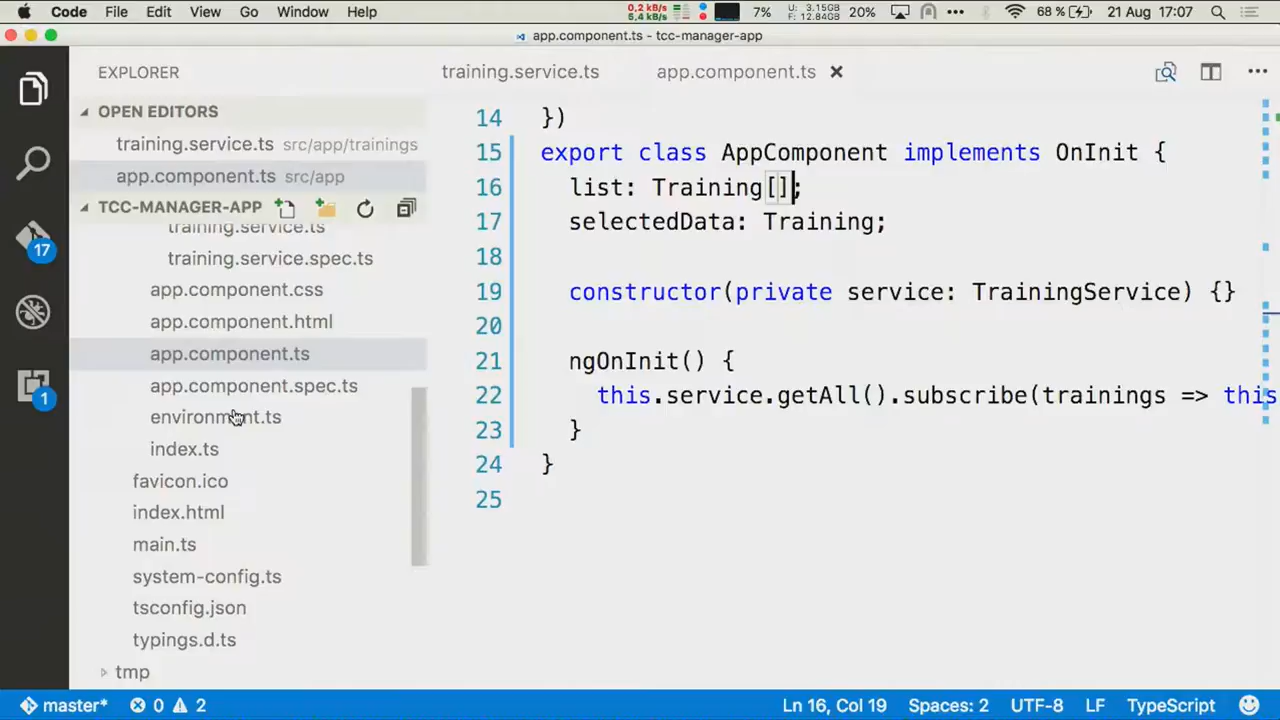 Code File Edit View Go Window Help 0,2 kB/s 5,4 kB/s 7% U: 3.15GB F: 12.84GB 20% 68% 21 Aug 17:07
app.component.ts - tcc-manager-app
EXPLORER
training.service.ts app.component.ts
OPEN EDITORS
training.service.ts src/app/trainings
app.component.ts src/app
TCC-MANAGER-APP
training.service.ts
training.service.spec.ts
app.component.css
app.component.html
app.component.ts
app.component.spec.ts
environment.ts
index.ts
favicon.ico
index.html
main.ts
system-config.ts
tsconfig.json
typings.d.ts
tmp
17
1
14 })
15 export class AppComponent implements OnInit {
16 list: Training[];
17 selectedData: Training;
18
19 constructor(private service: TrainingService) {}
20
21 ngOnInit() {
22 this.service.getAll().subscribe(trainings => this
23 }
24 }
25
master* 0 2 Ln 16, Col 19 Spaces: 2 UTF-8 LF TypeScript